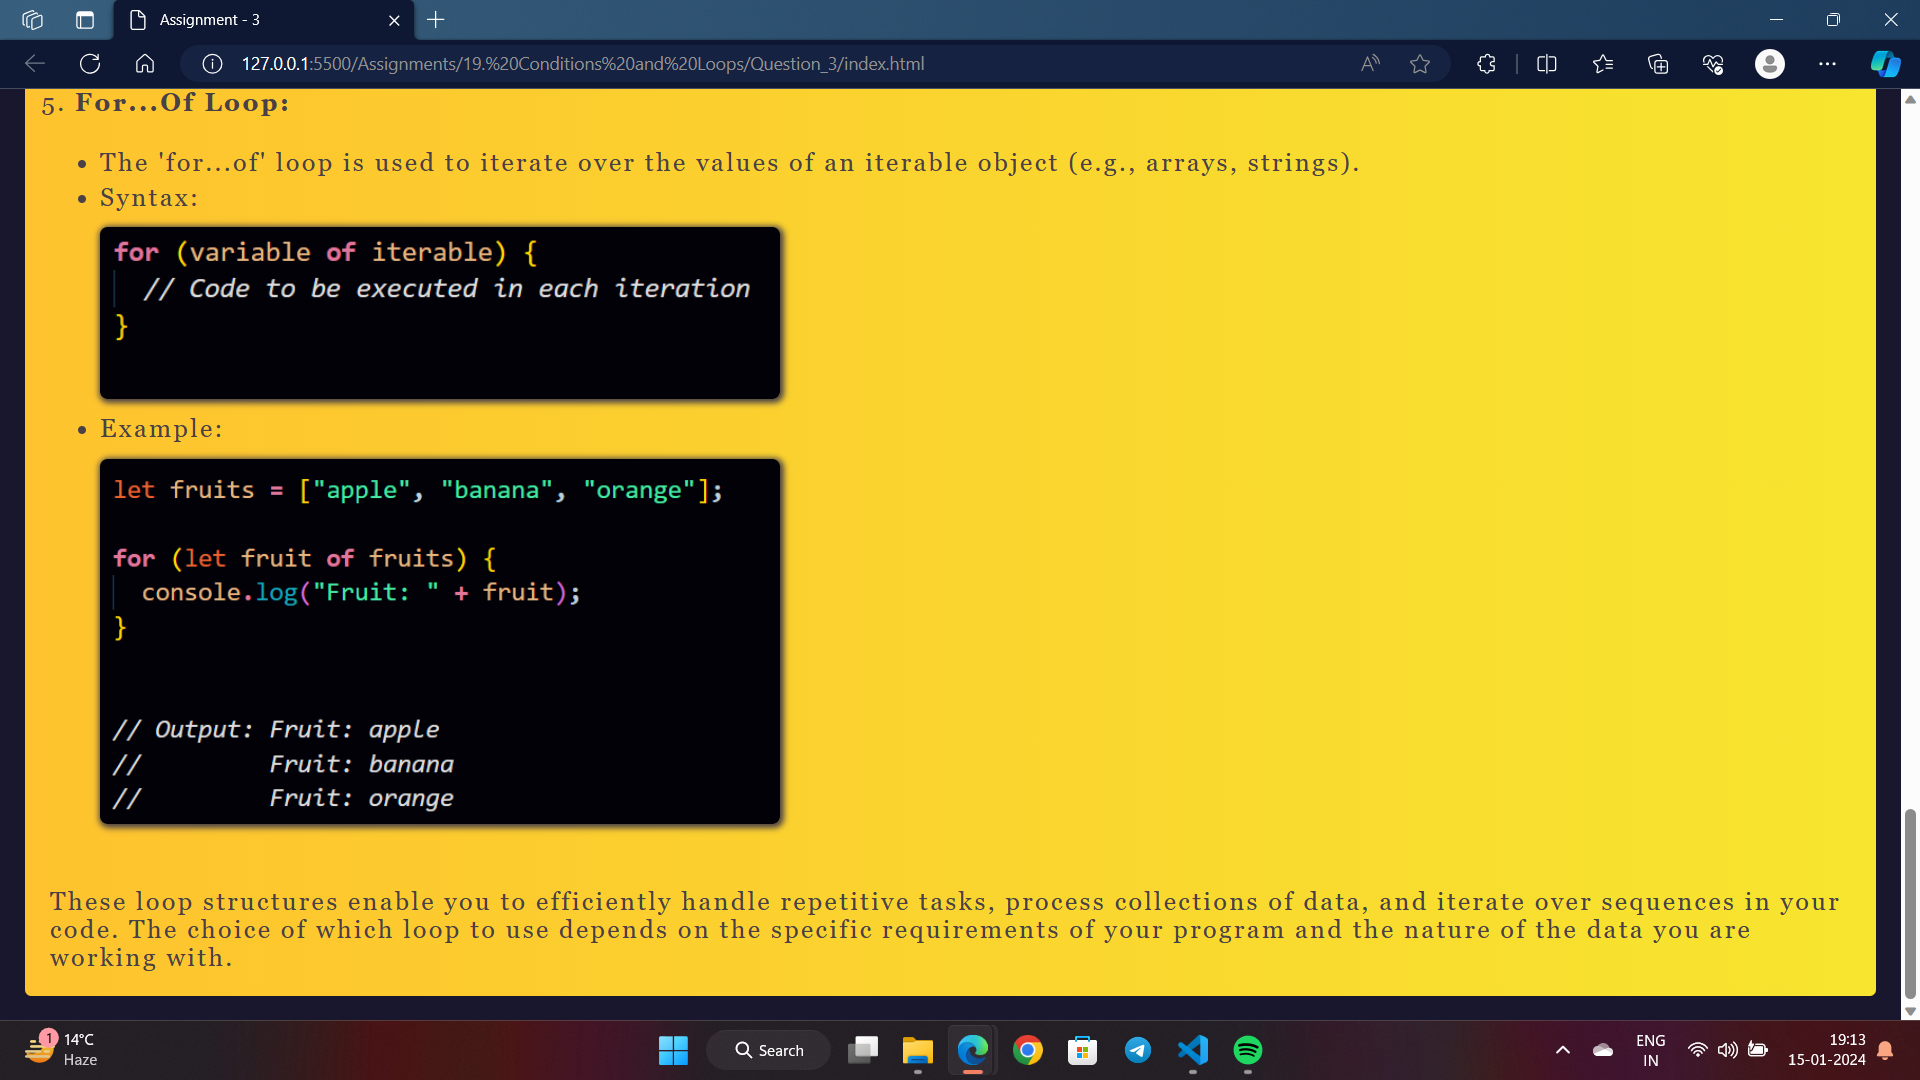 Assignment - 3
127.0.0.1:5500/Assignments/19.%20Conditions%20and%20Loops/Question_3/index.html
5. For...Of Loop:
• The 'for...of' loop is used to iterate over the values of an iterable object (e.g., arrays, strings).
• Syntax:
for (variable of iterable) {
  // Code to be executed in each iteration
}
• Example:
let fruits = ["apple", "banana", "orange"];
for (let fruit of fruits) {
  console.log("Fruit: " + fruit);
}
// Output: Fruit: apple
//         Fruit: banana
//         Fruit: orange
These loop structures enable you to efficiently handle repetitive tasks, process collections of data, and iterate over sequences in your
code. The choice of which loop to use depends on the specific requirements of your program and the nature of the data you are
working with.
1
14°C
Haze
Search
ENG
IN
19:13
15-01-2024